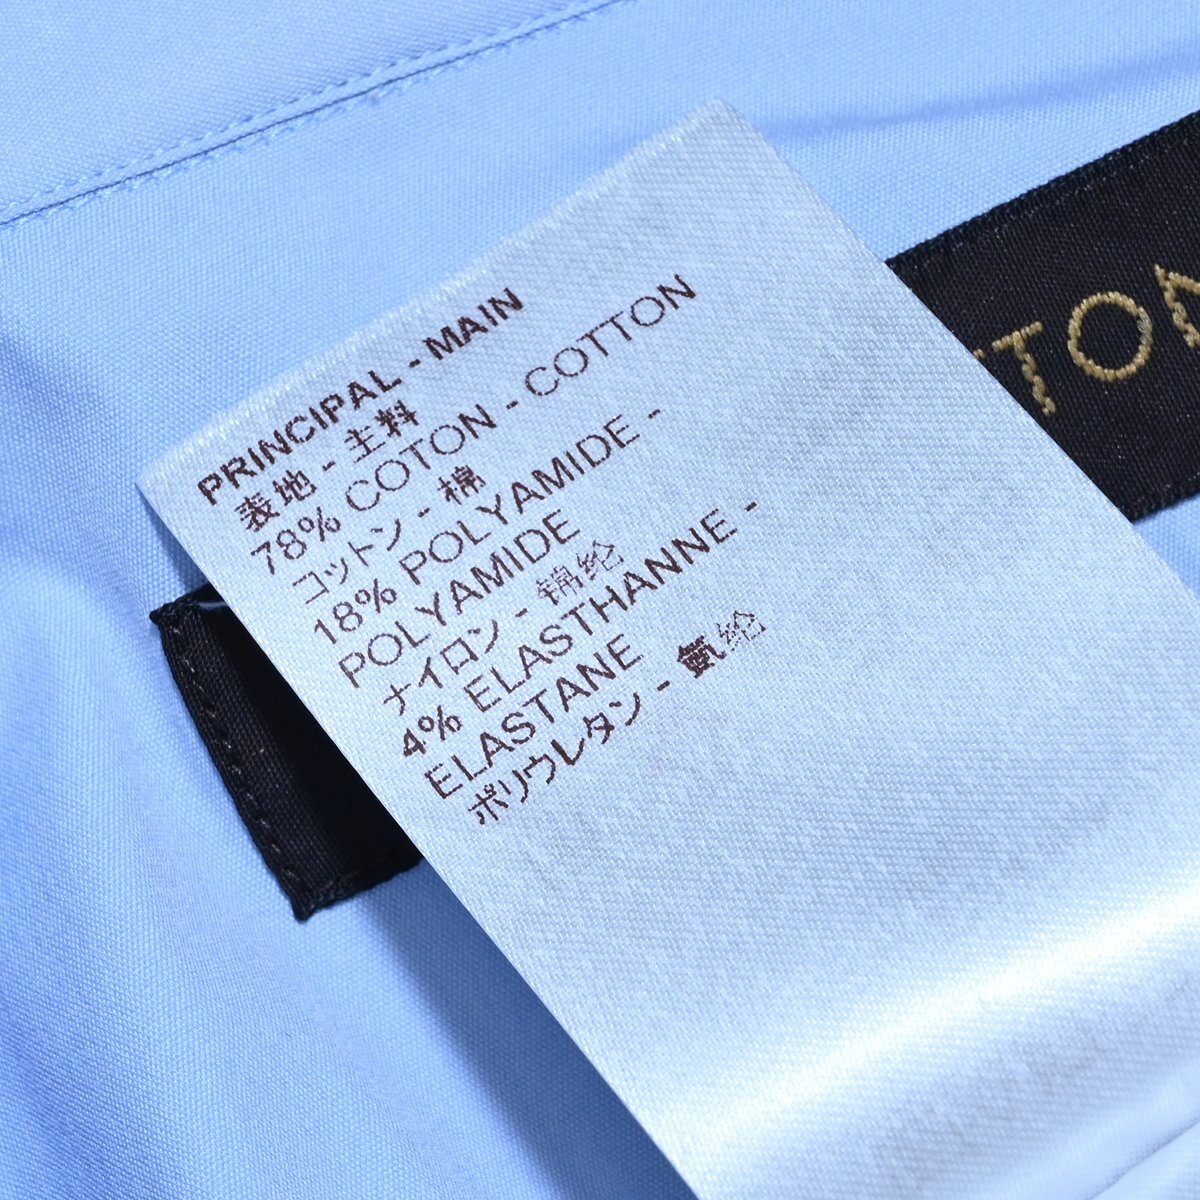 PRINCIPAL - MAIN
表地 - 主料
78% COTON - COTTON
コットン - 棉
18% POLYAMIDE -
POLYAMIDE
ナイロン - 锦纶
4% ELASTHANNE -
ELASTANE
ポリウレタン - 氨纶
TON